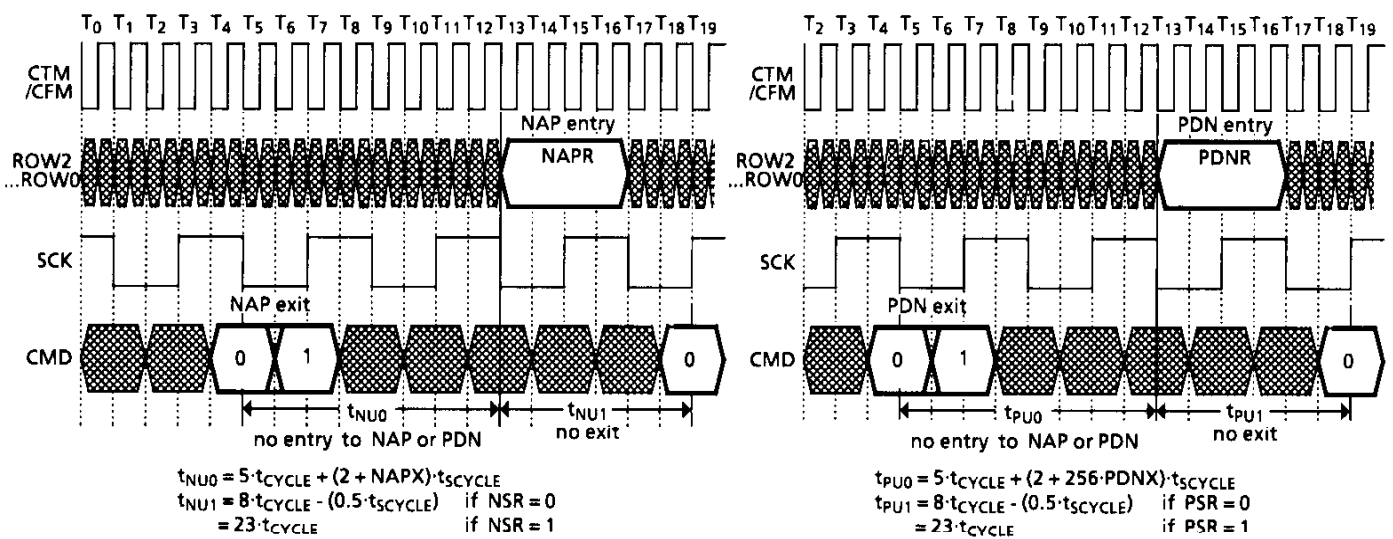 T0 T1 T2 T3 T4 T5 T6 T7 T8 T9 T10 T11 T12 T13 T14 T15 T16 T17 T18 T19
CTM
/CFM
NAP entry
ROW2
...ROW0
NAPR
SCK
NAP exit
CMD
0 1 0
tNU0 tNU1
no entry to NAP or PDN
no exit
tNU0 = 5·tCYCLE + (2 + NAPX)·tSCYCLE
tNU1 = 8·tCYCLE - (0.5·tSCYCLE) if NSR = 0
= 23·tCYCLE if NSR = 1
T2 T3 T4 T5 T6 T7 T8 T9 T10 T11 T12 T13 T14 T15 T16 T17 T18 T19
CTM
/CFM
PDN entry
ROW2
...ROW0
PDNR
SCK
PDN exit
CMD
0 1 0
tPU0 tPU1
no entry to NAP or PDN
no exit
tPU0 = 5·tCYCLE + (2 + 256·PDNX)·tSCYCLE
tPU1 = 8·tCYCLE - (0.5·tSCYCLE) if PSR = 0
= 23·tCYCLE if PSR = 1